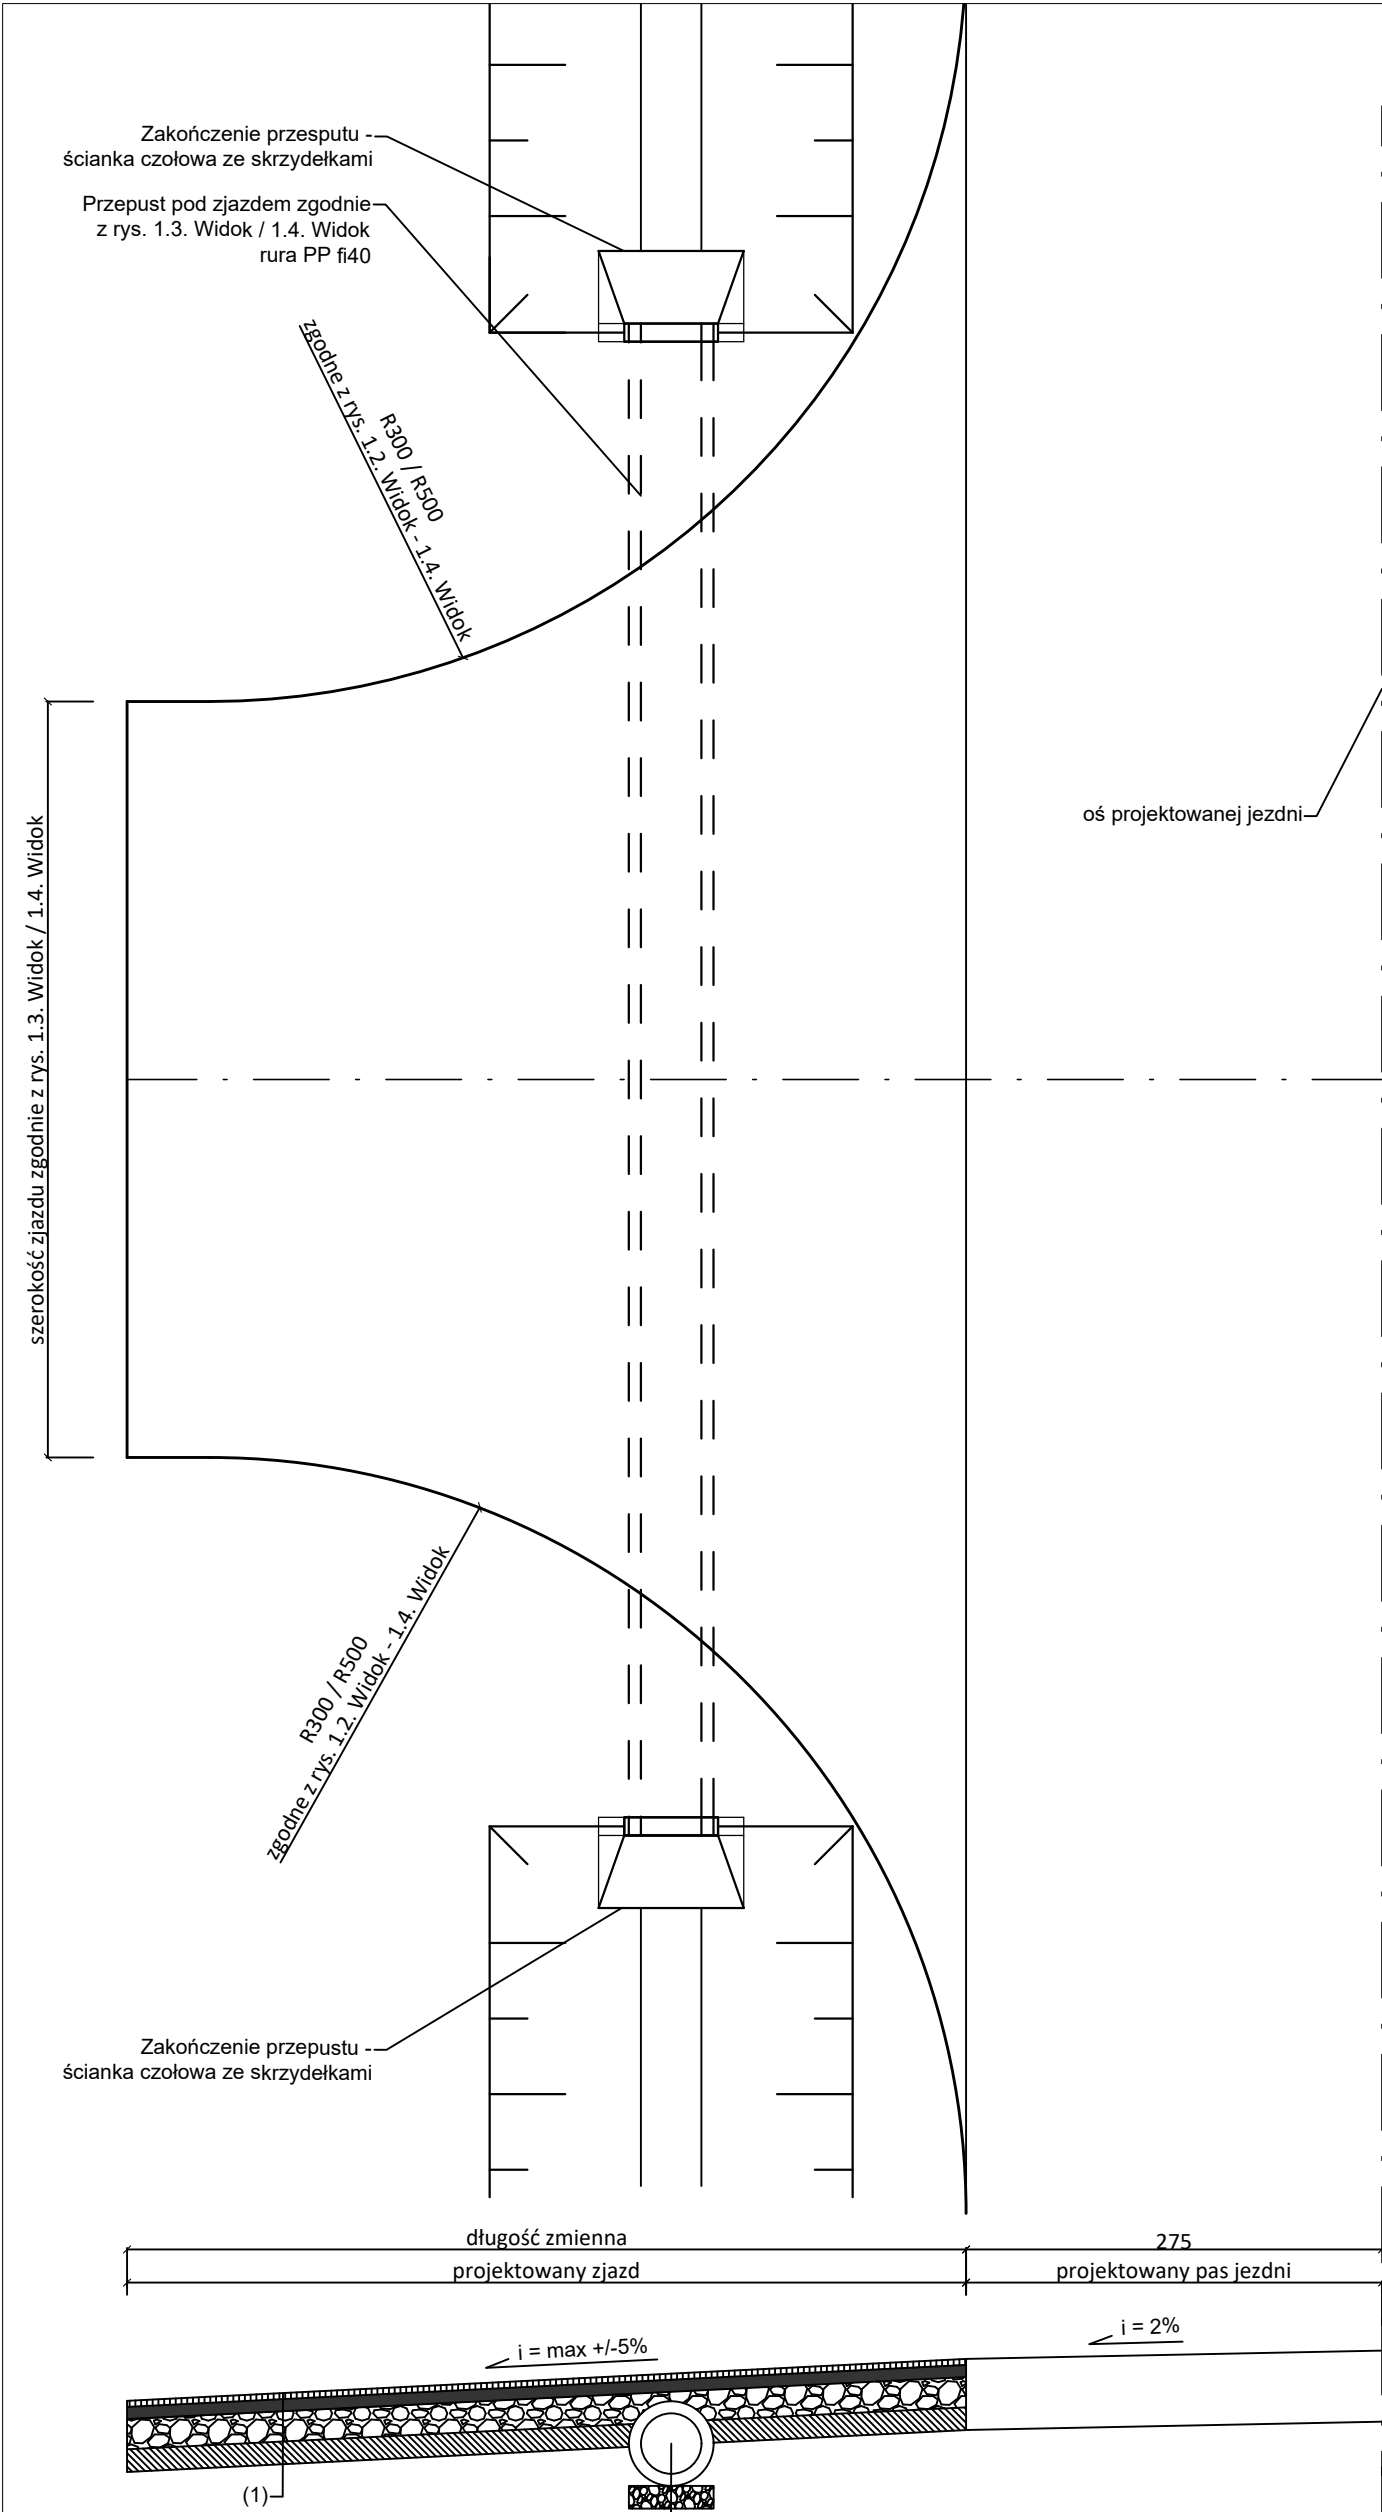 Zakończenie przesputu -
ścianka czołowa ze skrzydełkami
Przepust pod zjazdem zgodnie
z rys. 1.3. Widok / 1.4. Widok
rura PP fi40
R300 / R500
zgodne z rys. 1.2. Widok - 1.4. Widok
oś projektowanej jezdni
szerokość zjazdu zgodnie z rys. 1.3. Widok / 1.4. Widok
R300 / R500
zgodne z rys. 1.2. Widok - 1.4. Widok
Zakończenie przepustu -
ścianka czołowa ze skrzydełkami
długość zmienna
275
projektowany zjazd
projektowany pas jezdni
i = max +/-5%
i = 2%
(1)